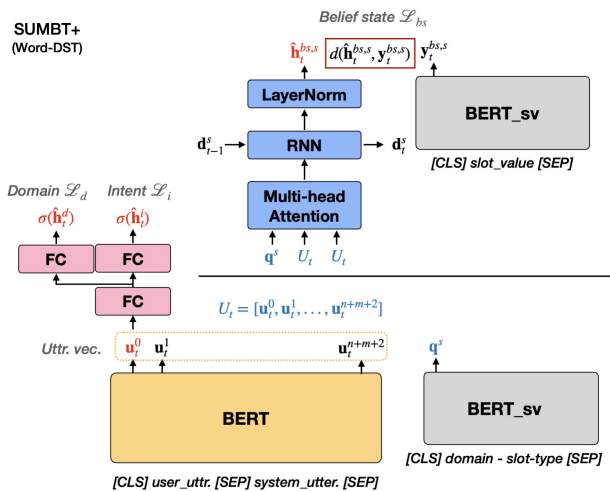 SUMBT+
(Word-DST)
Belief state ℒ_bs
ĥ_t^{bs,s} d(ĥ_t^{bs,s}, y_t^{bs,s}) y_t^{bs,s}
LayerNorm
BERT_sv
d_{t-1}^s RNN d_t^s
[CLS] slot_value [SEP]
Multi-head
Attention
Domain ℒ_d Intent ℒ_i
σ(ĥ_t^d) σ(ĥ_t^i)
FC FC
q^s U_t U_t
FC
U_t = [u_t^0, u_t^1, . . . , u_t^{n+m+2}]
Uttr. vec. u_t^0 u_t^1 u_t^{n+m+2}
q^s
BERT
BERT_sv
[CLS] domain - slot-type [SEP]
[CLS] user_uttr. [SEP] system_utter. [SEP]